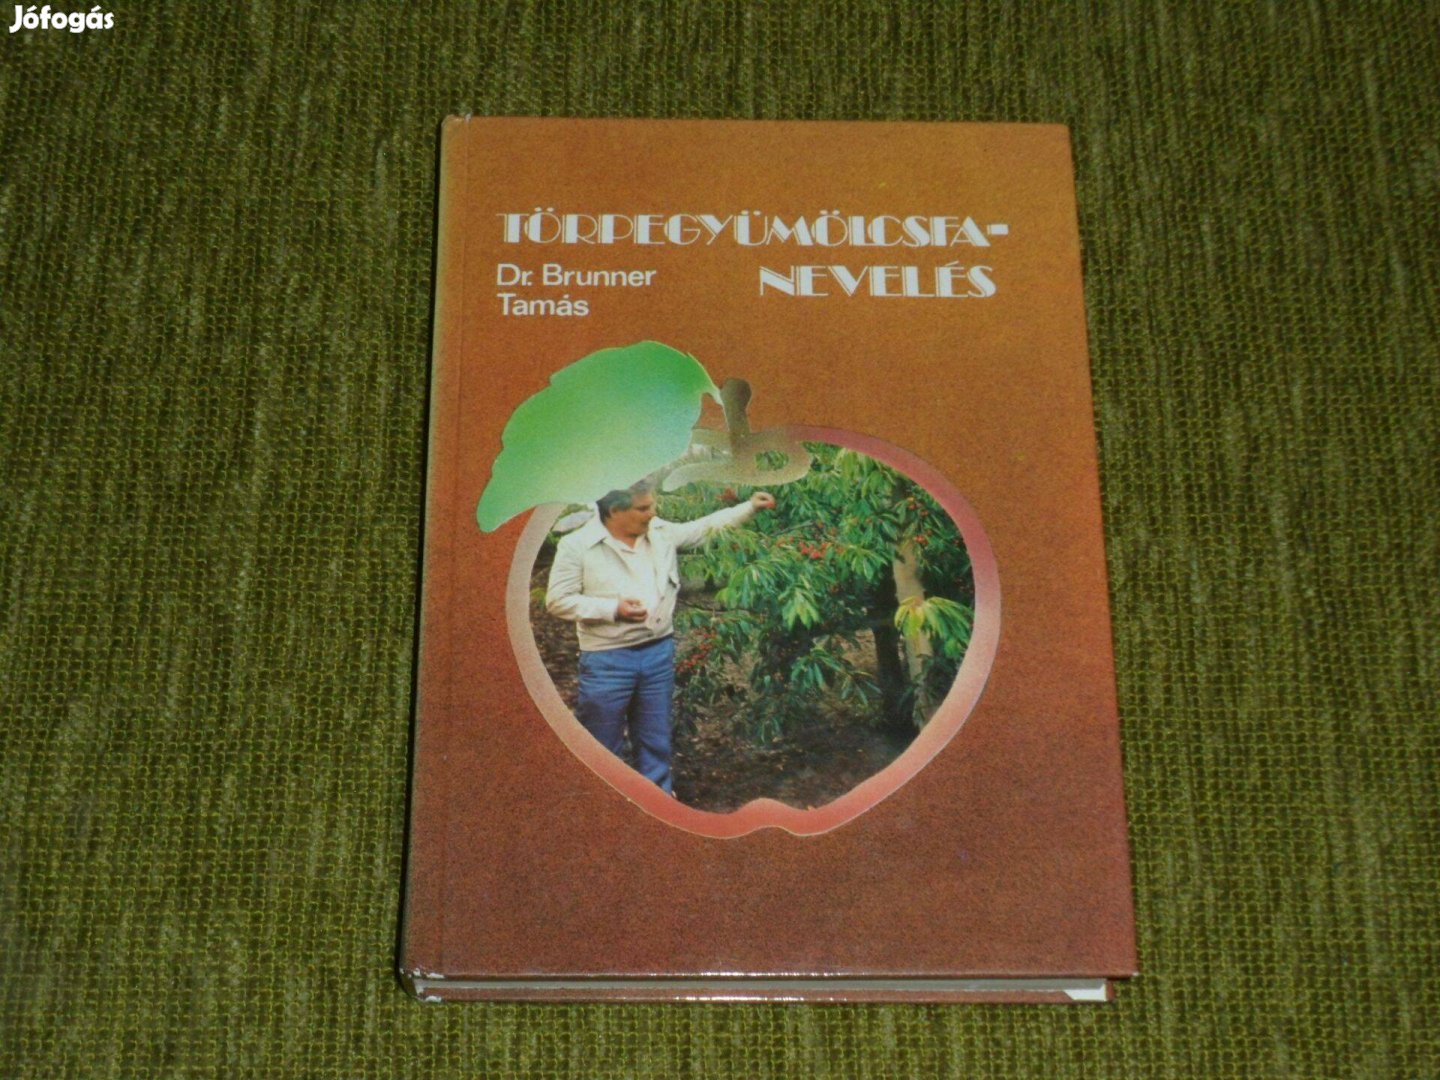 Jófogás
TÖRPEGYÜMÖLCSFA-
NEVELÉS
Dr. Brunner
Tamás